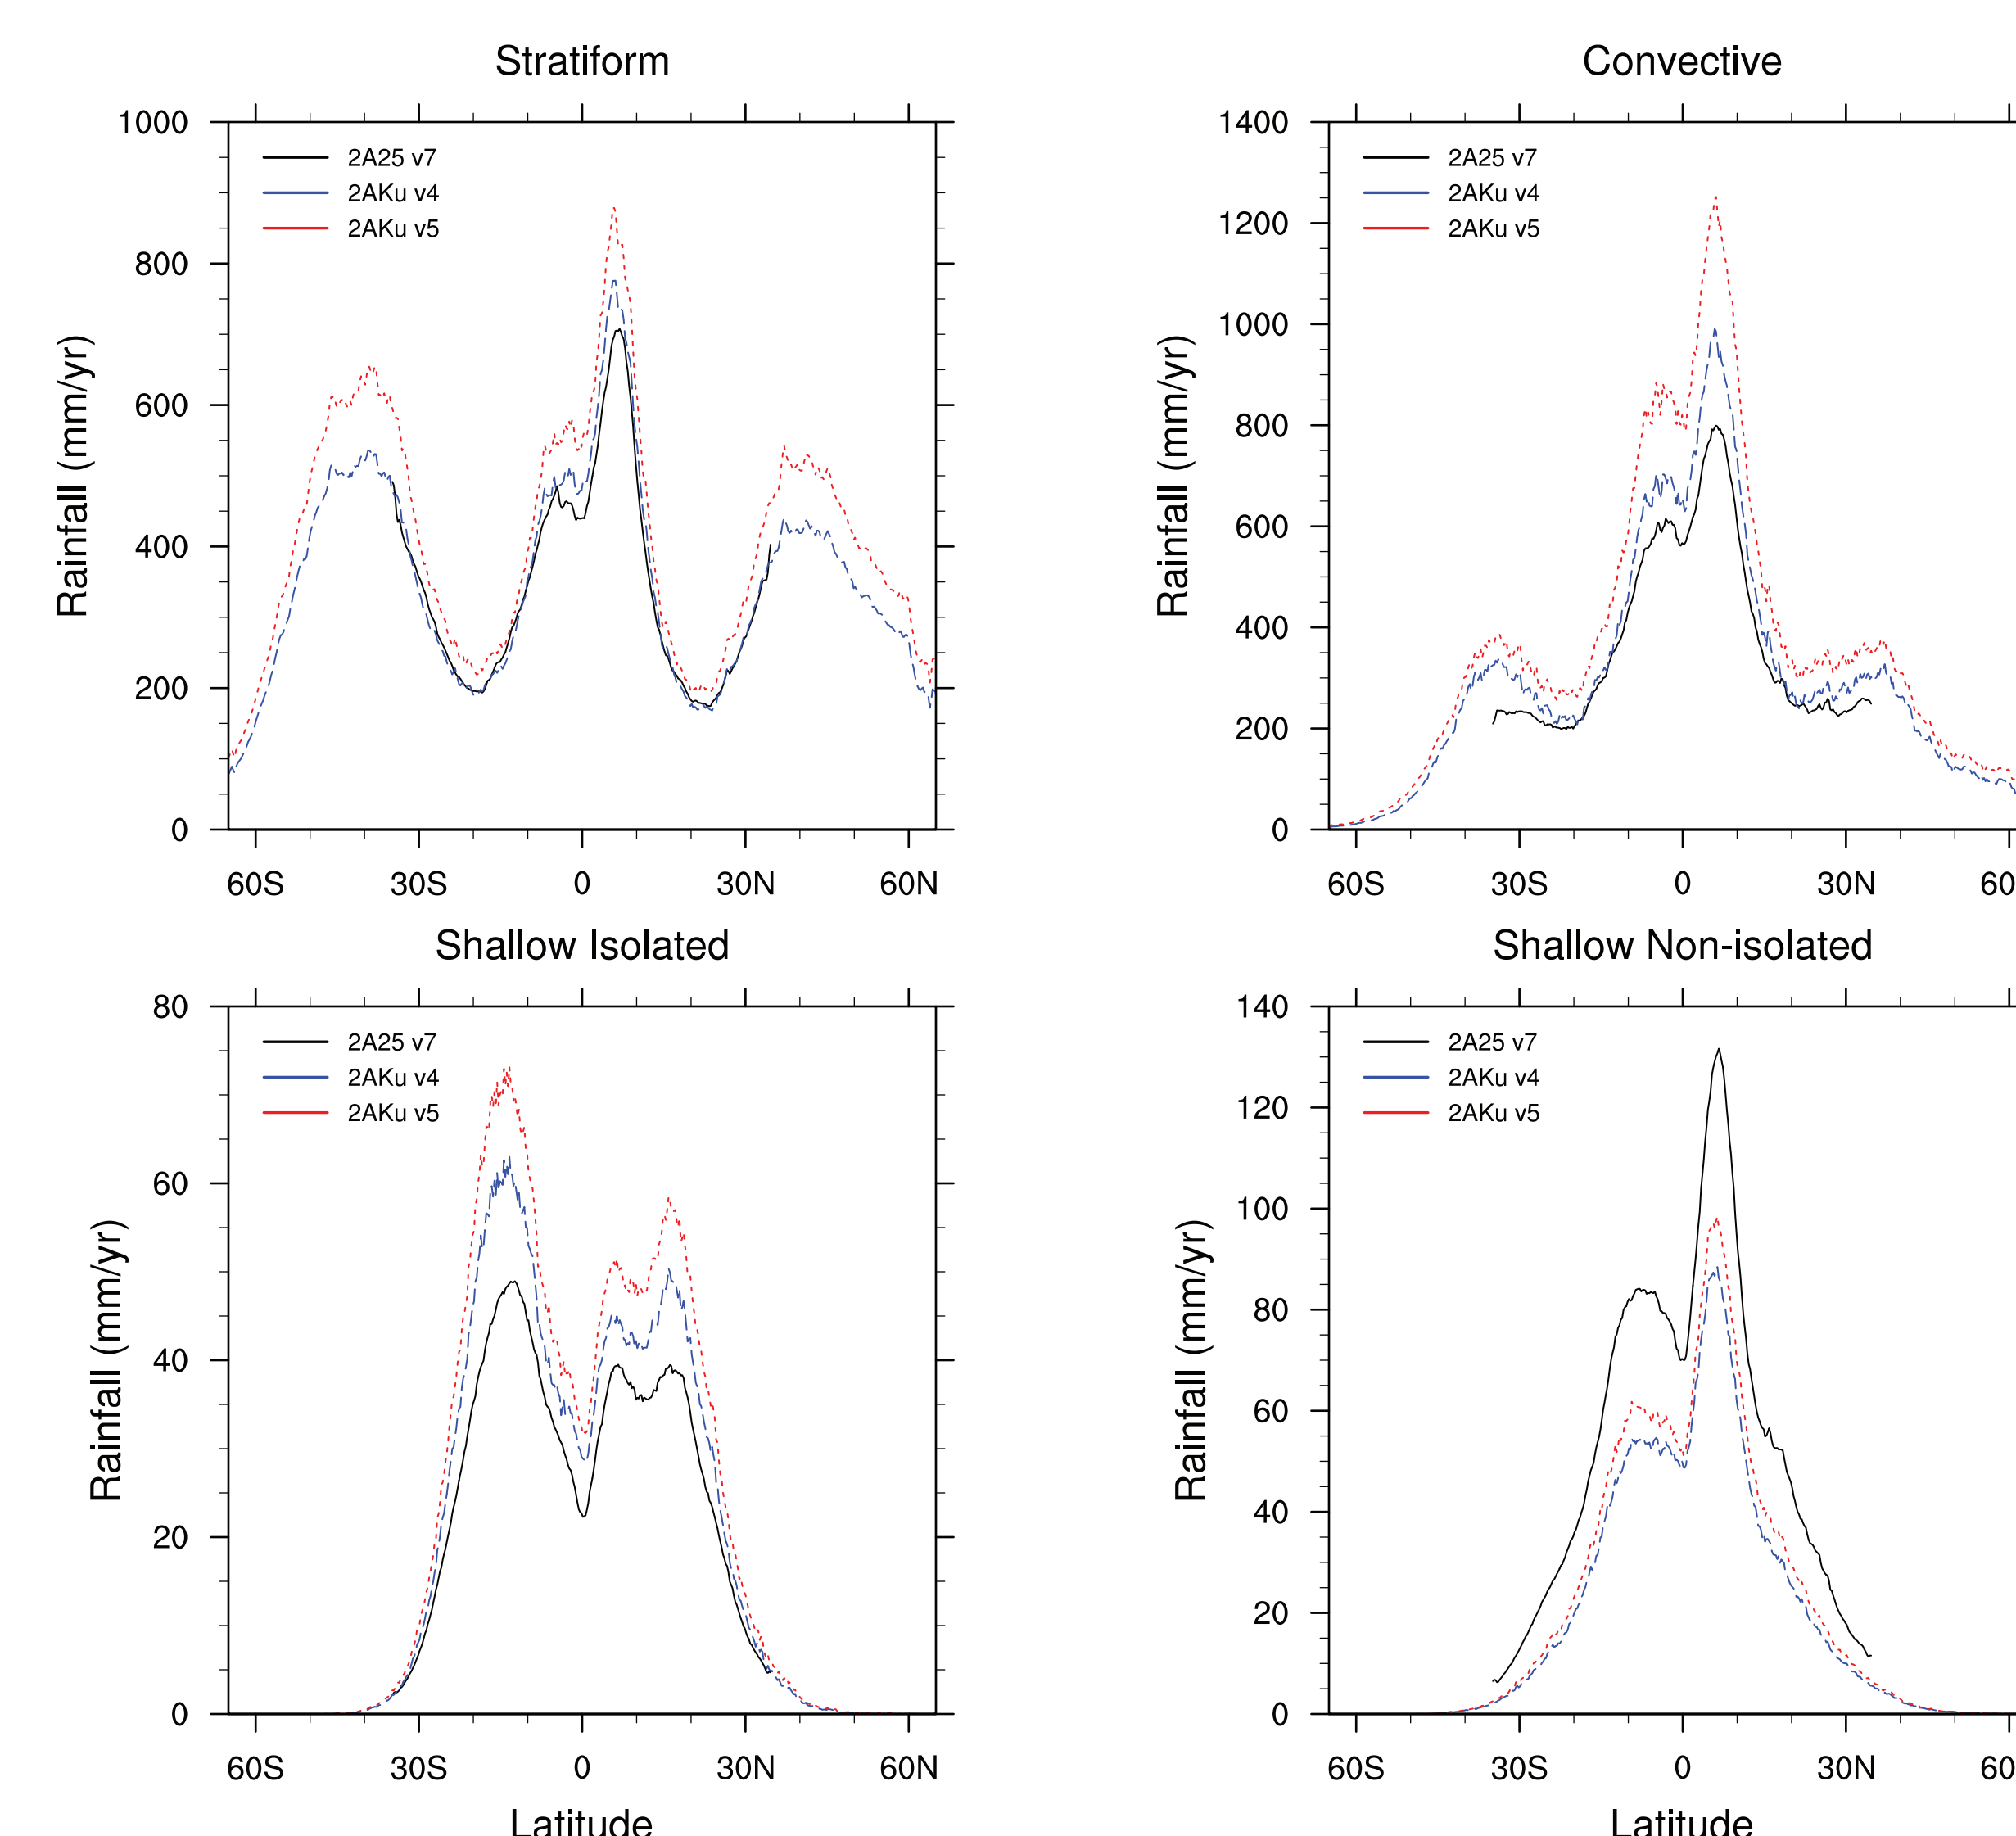 Stratiform
1000
800
600
400
200
0
Rainfall (mm/yr)
2A25 v7
2AKu v4
2AKu v5
60S 30S 0 30N 60N
Convective
1400
1200
1000
800
600
400
200
0
Rainfall (mm/yr)
2A25 v7
2AKu v4
2AKu v5
60S 30S 0 30N 60
Shallow Isolated
80
60
40
20
0
Rainfall (mm/yr)
2A25 v7
2AKu v4
2AKu v5
60S 30S 0 30N 60N
Latitude
Shallow Non-isolated
140
120
100
80
60
40
20
0
Rainfall (mm/yr)
2A25 v7
2AKu v4
2AKu v5
60S 30S 0 30N 60
Latitude